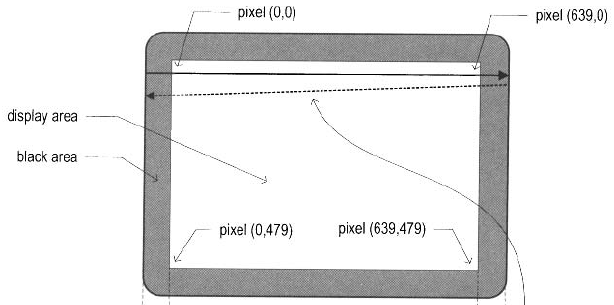 pixel (0,0)
pixel (639,0)
display area
black area
pixel (0,479)
pixel (639,479)